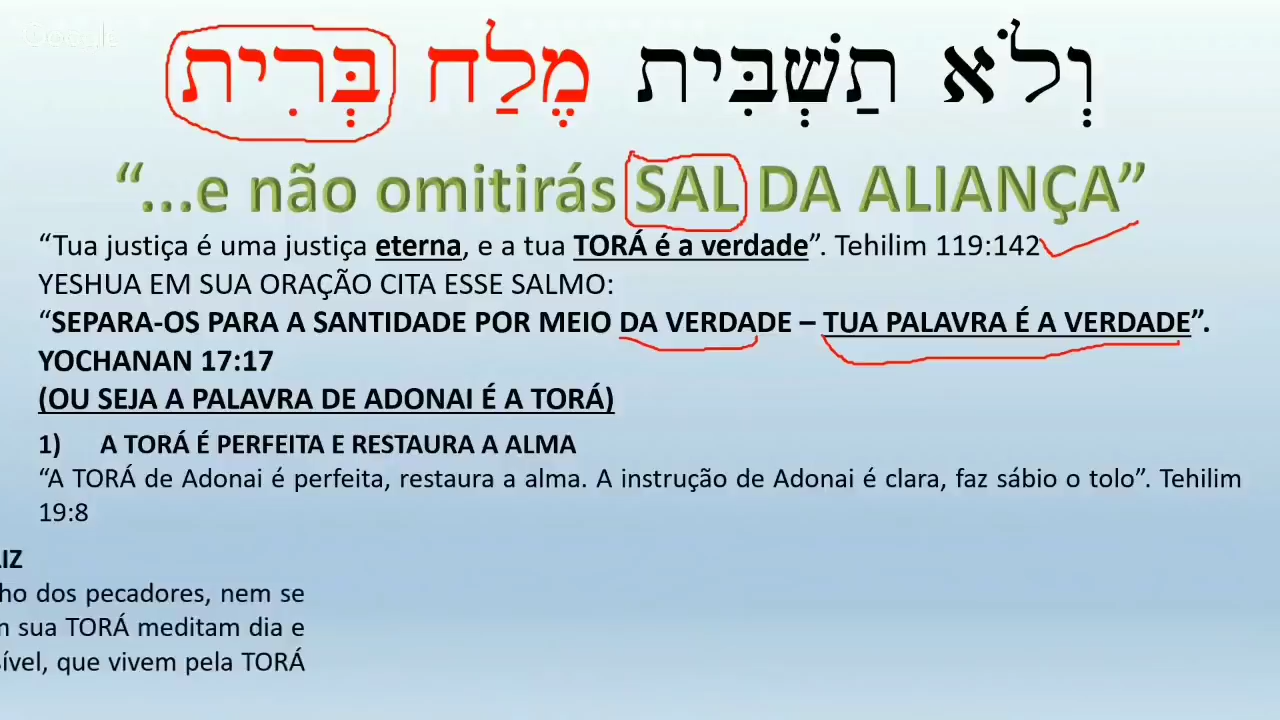 Google
וְלֹא תַשְׁבִּית מֶלַח בְּרִית
“...e não omitirás SAL DA ALIANÇA”
“Tua justiça é uma justiça eterna, e a tua TORÁ é a verdade”. Tehilim 119:142
YESHUA EM SUA ORAÇÃO CITA ESSE SALMO:
“SEPARA-OS PARA A SANTIDADE POR MEIO DA VERDADE – TUA PALAVRA É A VERDADE”.
YOCHANAN 17:17
(OU SEJA A PALAVRA DE ADONAI É A TORÁ)
1) A TORÁ É PERFEITA E RESTAURA A ALMA
“A TORÁ de Adonai é perfeita, restaura a alma. A instrução de Adonai é clara, faz sábio o tolo”. Tehilim
19:8
LIZ
ho dos pecadores, nem se
sua TORÁ meditam dia e
sível, que vivem pela TORÁ